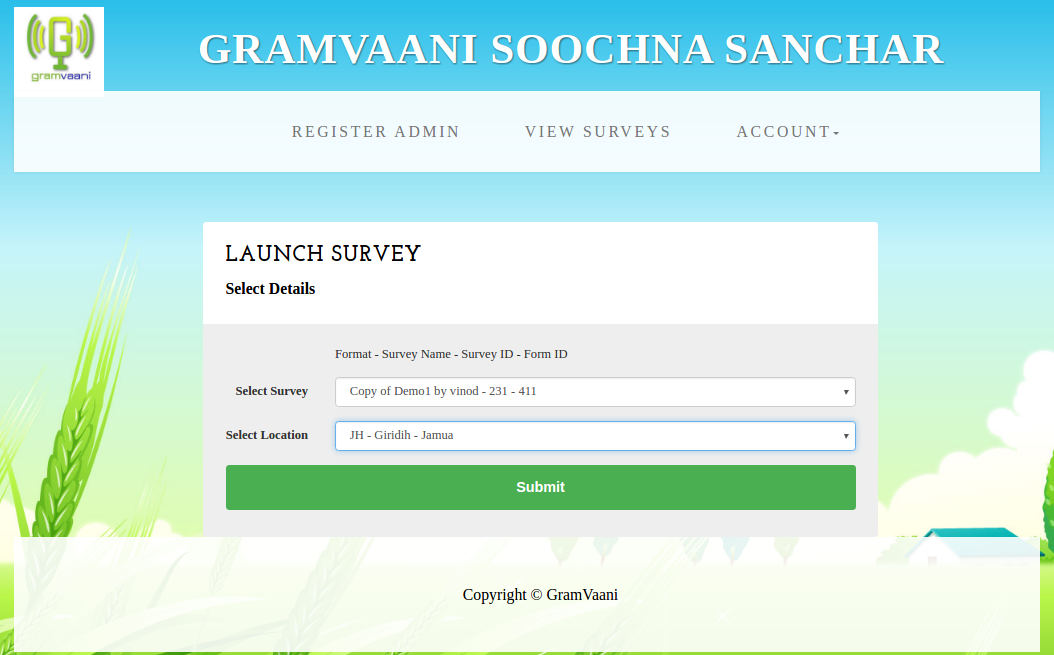 G
gramvaani
GRAMVAANI SOOCHNA SANCHAR
REGISTER ADMIN VIEW SURVEYS ACCOUNT
LAUNCH SURVEY
Select Details
Format - Survey Name - Survey ID - Form ID
Select Survey Copy of Demo1 by vinod - 231 - 411
Select Location JH - Giridih - Jamua
Submit
Copyright © GramVaani